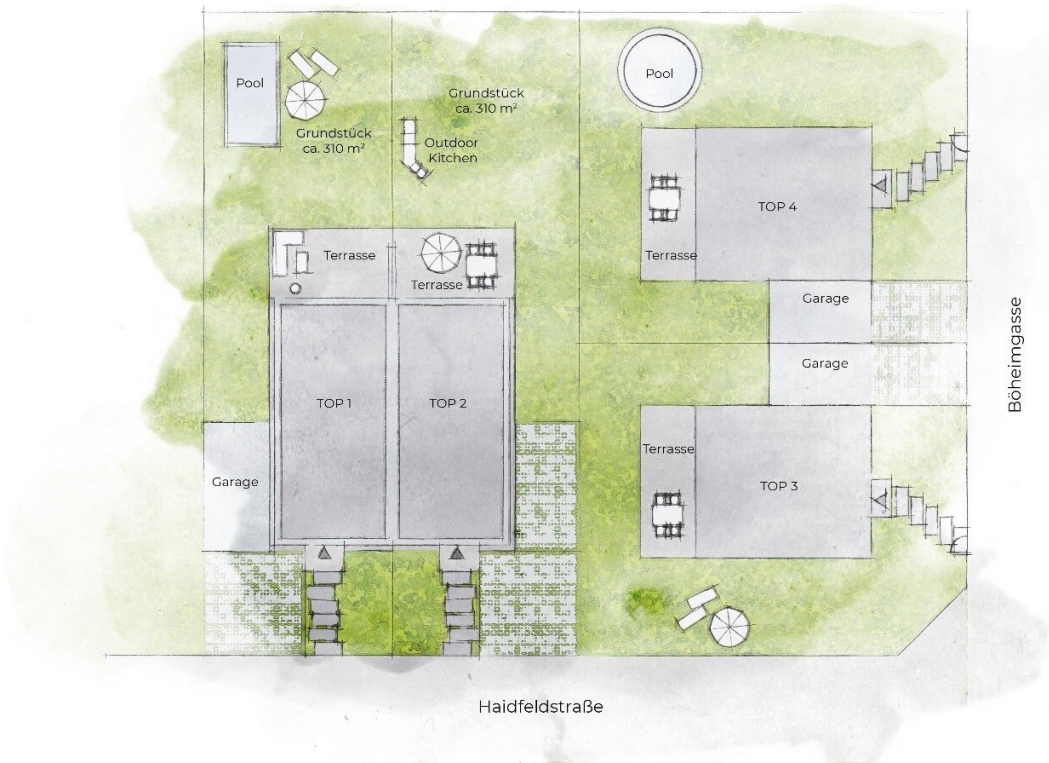 Pool
Grundstück
ca. 310 m²
Grundstück
ca. 310 m²
Outdoor
Kitchen
Pool
TOP 4
Terrasse
Garage
Garage
Terrasse
Terrasse
TOP 1
TOP 2
Garage
Terrasse
TOP 3
Böheimgasse
Haidfeldstraße